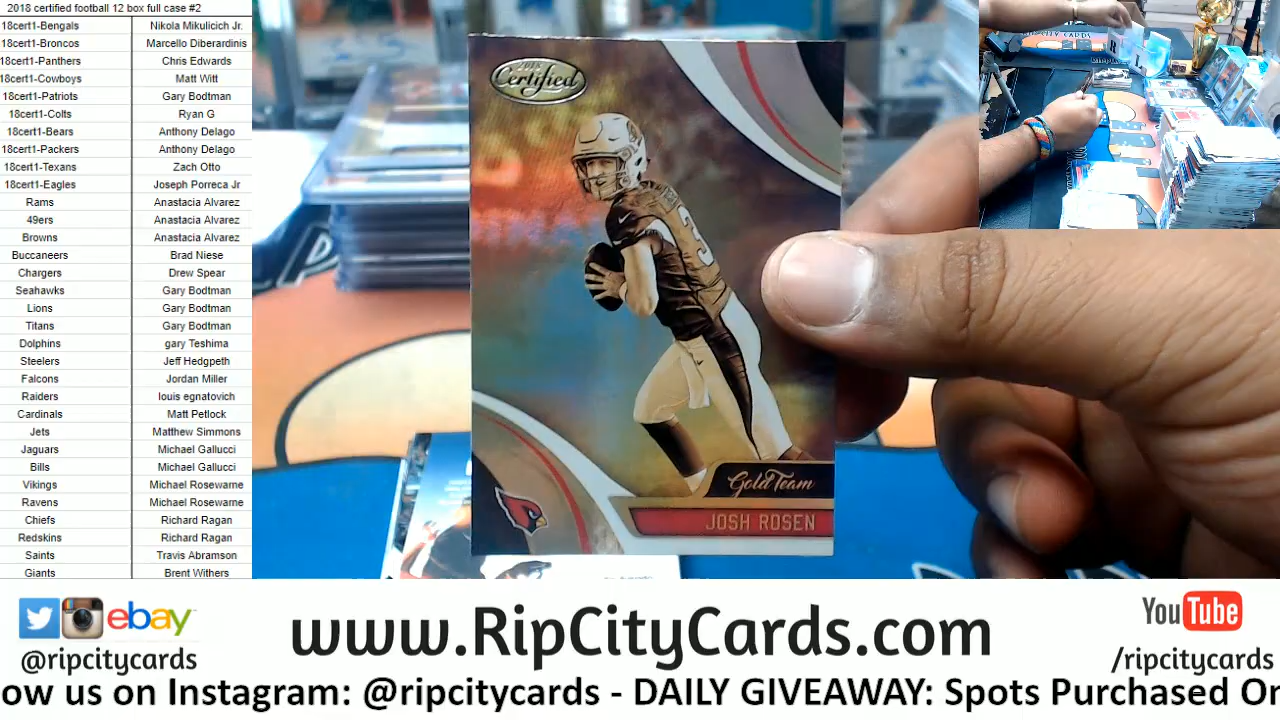 2018 certified football 12 box full case #2
18cert1-Bengals Nikola Mikulicich Jr.
18cert1-Broncos Marcello Diberardinis
18cert1-Panthers Chris Edwards
18cert1-Cowboys Matt Witt
18cert1-Patriots Gary Bodtman
18cert1-Colts Ryan G
18cert1-Bears Anthony Delago
18cert1-Packers Anthony Delago
18cert1-Texans Zach Otto
18cert1-Eagles Joseph Porreca Jr
Rams Anastacia Alvarez
49ers Anastacia Alvarez
Browns Anastacia Alvarez
Buccaneers Brad Niese
Chargers Drew Spear
Seahawks Gary Bodtman
Lions Gary Bodtman
Titans Gary Bodtman
Dolphins gary Teshima
Steelers Jeff Hedgpeth
Falcons Jordan Miller
Raiders louis egnatovich
Cardinals Matt Petlock
Jets Matthew Simmons
Jaguars Michael Gallucci
Bills Michael Gallucci
Vikings Michael Rosewarne
Ravens Michael Rosewarne
Chiefs Richard Ragan
Redskins Richard Ragan
Saints Travis Abramson
Giants Brent Withers
2018
Certified
3
Gold Team
JOSH ROSEN
ebay
@ripcitycards
www.RipCityCards.com
YouTube
/ripcitycards
ow us on Instagram: @ripcitycards - DAILY GIVEAWAY: Spots Purchased Or